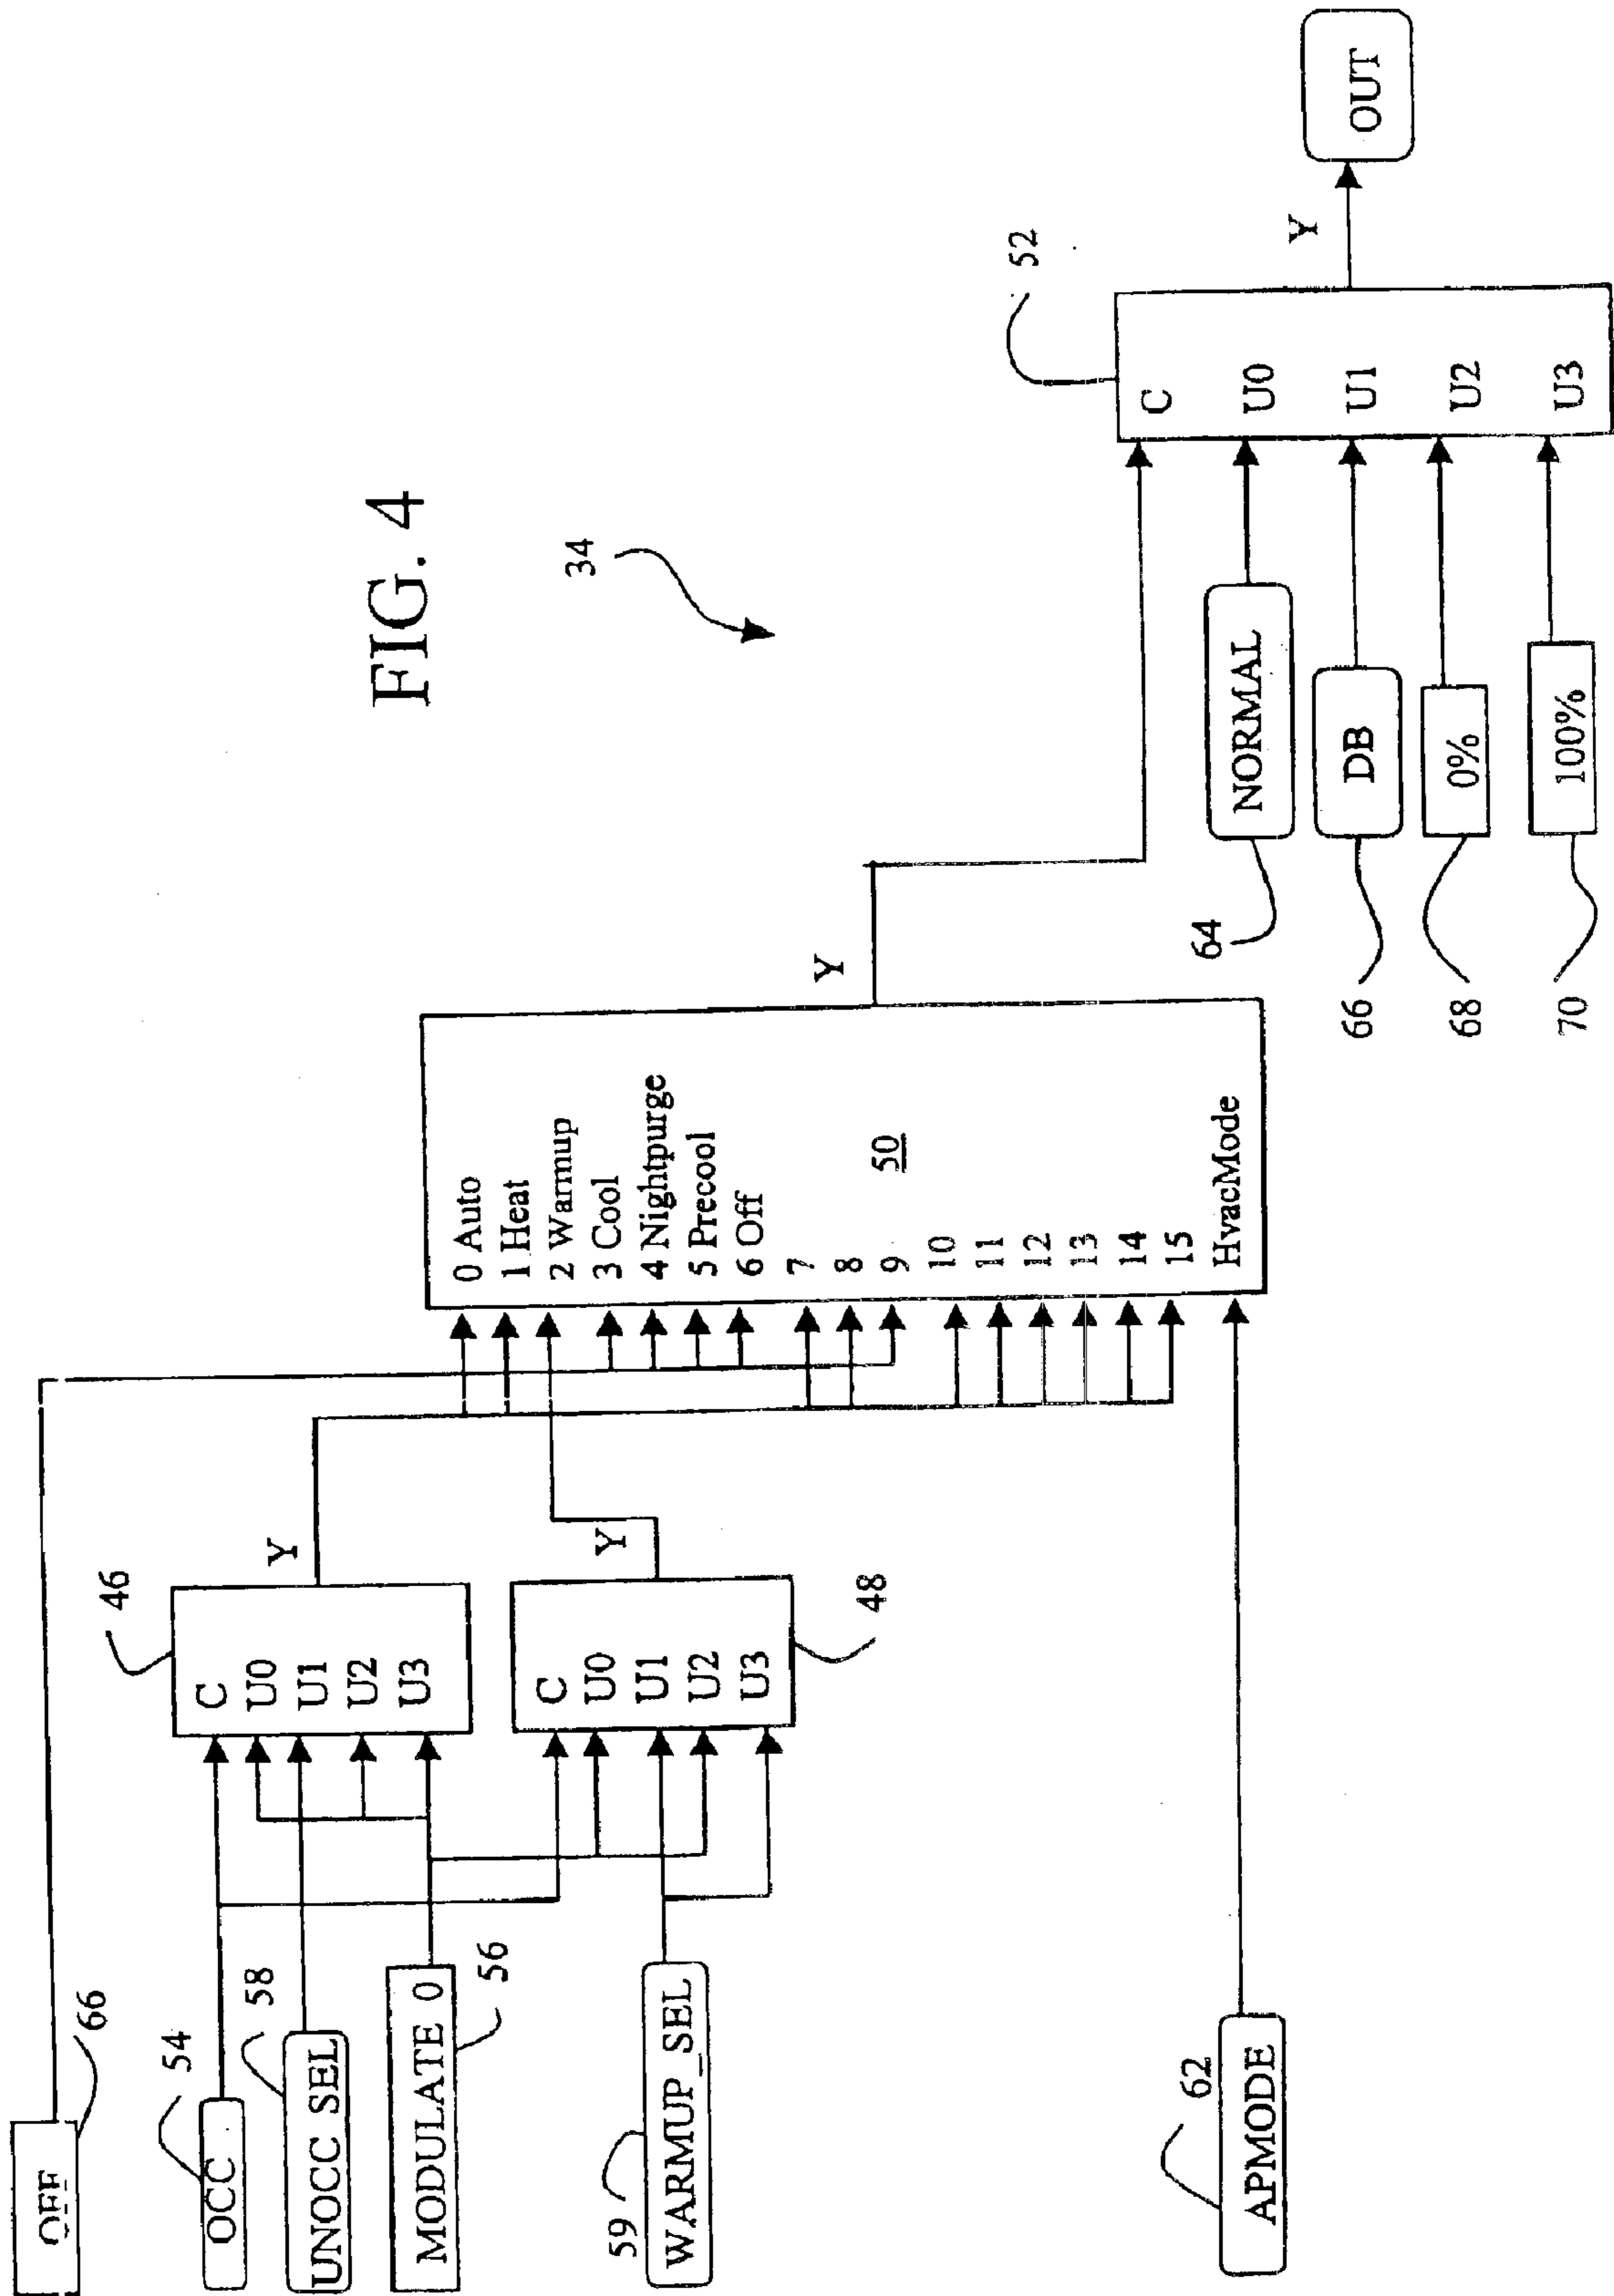 FIG. 4
34
OFF
66
OCC
54
UNOCC SEL
58
MODULATE 0
56
WARMUP_SEL
59
APMODE
62
46
C
U0
U1
U2
U3
Y
48
C
U0
U1
U2
U3
Y
0 Auto
1 Heat
2 Warmup
3 Cool
4 Nightpurge
5 Precool
6 Off
7
8
9
10
11
12
13
14
15
HvacMode
50
Y
NORMAL
64
DB
66
0%
68
100%
70
52
C
U0
U1
U2
U3
Y
OUT